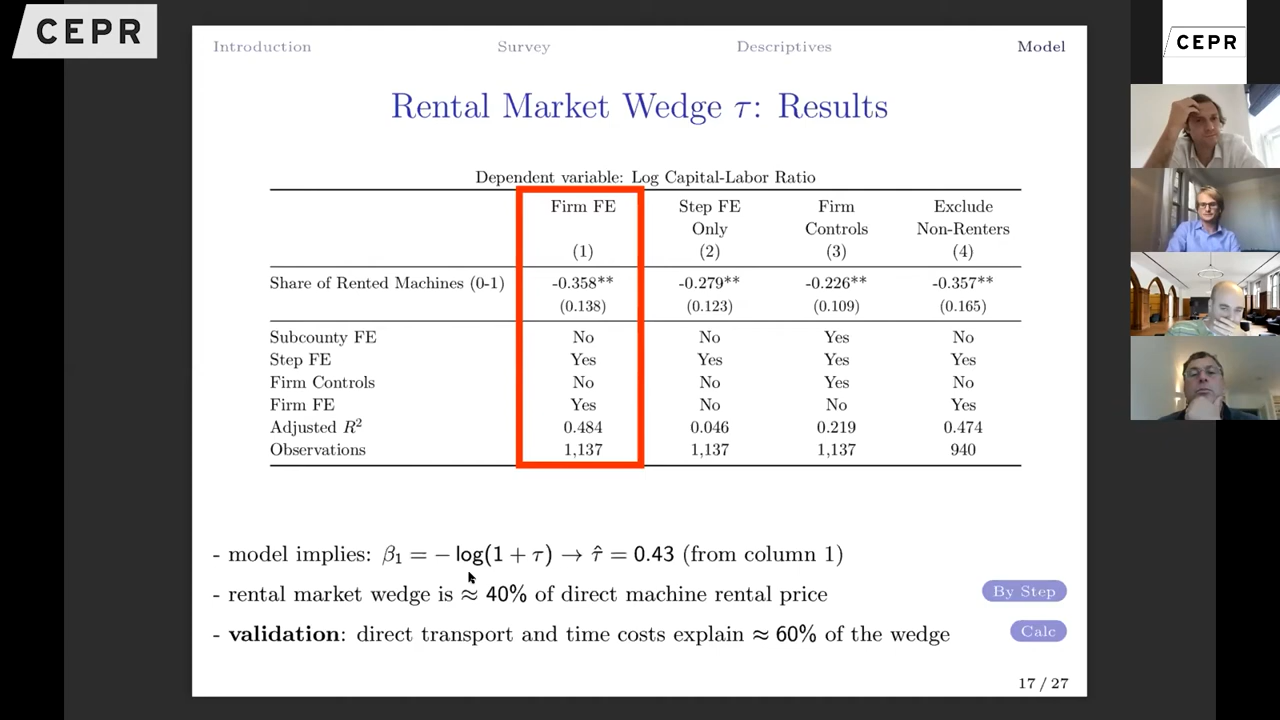 CEPR
CEPR
Introduction Survey Descriptives Model
Rental Market Wedge τ: Results
Dependent variable: Log Capital-Labor Ratio
Firm FE Step FE Firm Exclude
Only Controls Non-Renters
(1) (2) (3) (4)
Share of Rented Machines (0-1) -0.358** -0.279** -0.226** -0.357**
(0.138) (0.123) (0.109) (0.165)
Subcounty FE No No Yes No
Step FE Yes Yes Yes Yes
Firm Controls No No Yes No
Firm FE Yes No No Yes
Adjusted R² 0.484 0.046 0.219 0.474
Observations 1,137 1,137 1,137 940
- model implies: β₁ = − log(1 + τ) → τ̂ = 0.43 (from column 1)
- rental market wedge is ≈ 40% of direct machine rental price By Step
- validation: direct transport and time costs explain ≈ 60% of the wedge Calc
17 / 27